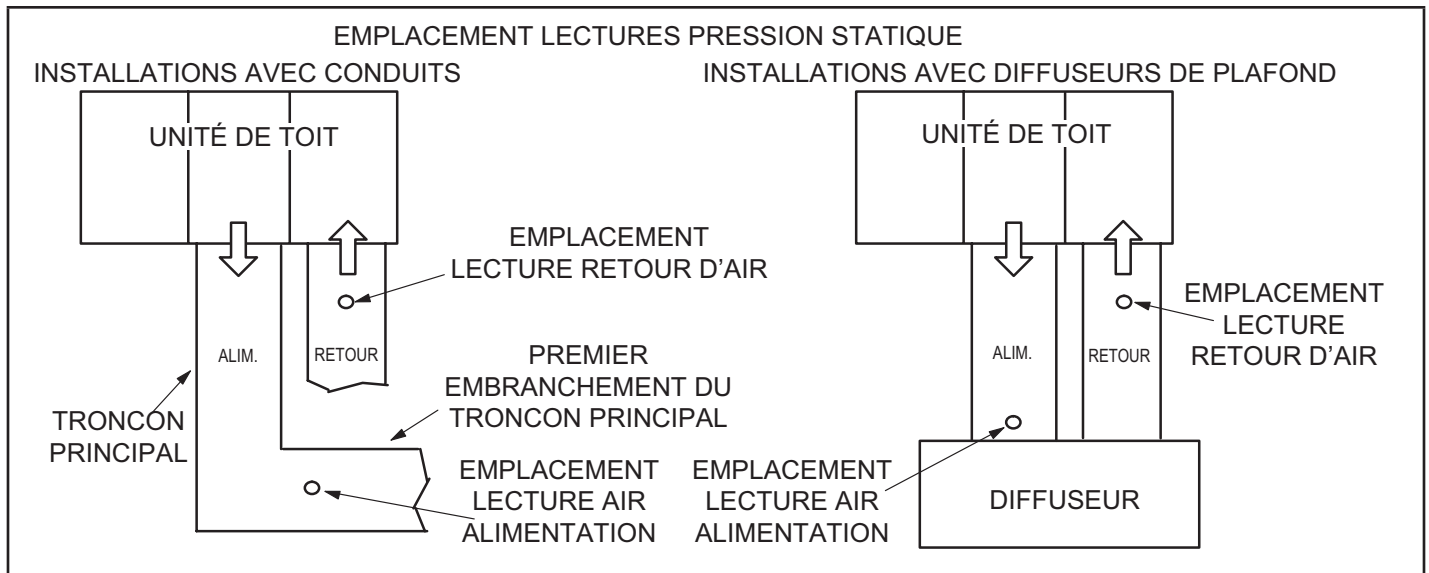 EMPLACEMENT LECTURES PRESSION STATIQUE
INSTALLATIONS AVEC CONDUITS
UNITÉ DE TOIT
EMPLACEMENT
LECTURE RETOUR D’AIR
ALIM.
RETOUR
PREMIER
EMBRANCHEMENT DU
TRONCON PRINCIPAL
TRONCON
PRINCIPAL
EMPLACEMENT
LECTURE AIR
ALIMENTATION
INSTALLATIONS AVEC DIFFUSEURS DE PLAFOND
UNITÉ DE TOIT
EMPLACEMENT
LECTURE
RETOUR D’AIR
ALIM.
RETOUR
EMPLACEMENT
LECTURE AIR
ALIMENTATION
DIFFUSEUR